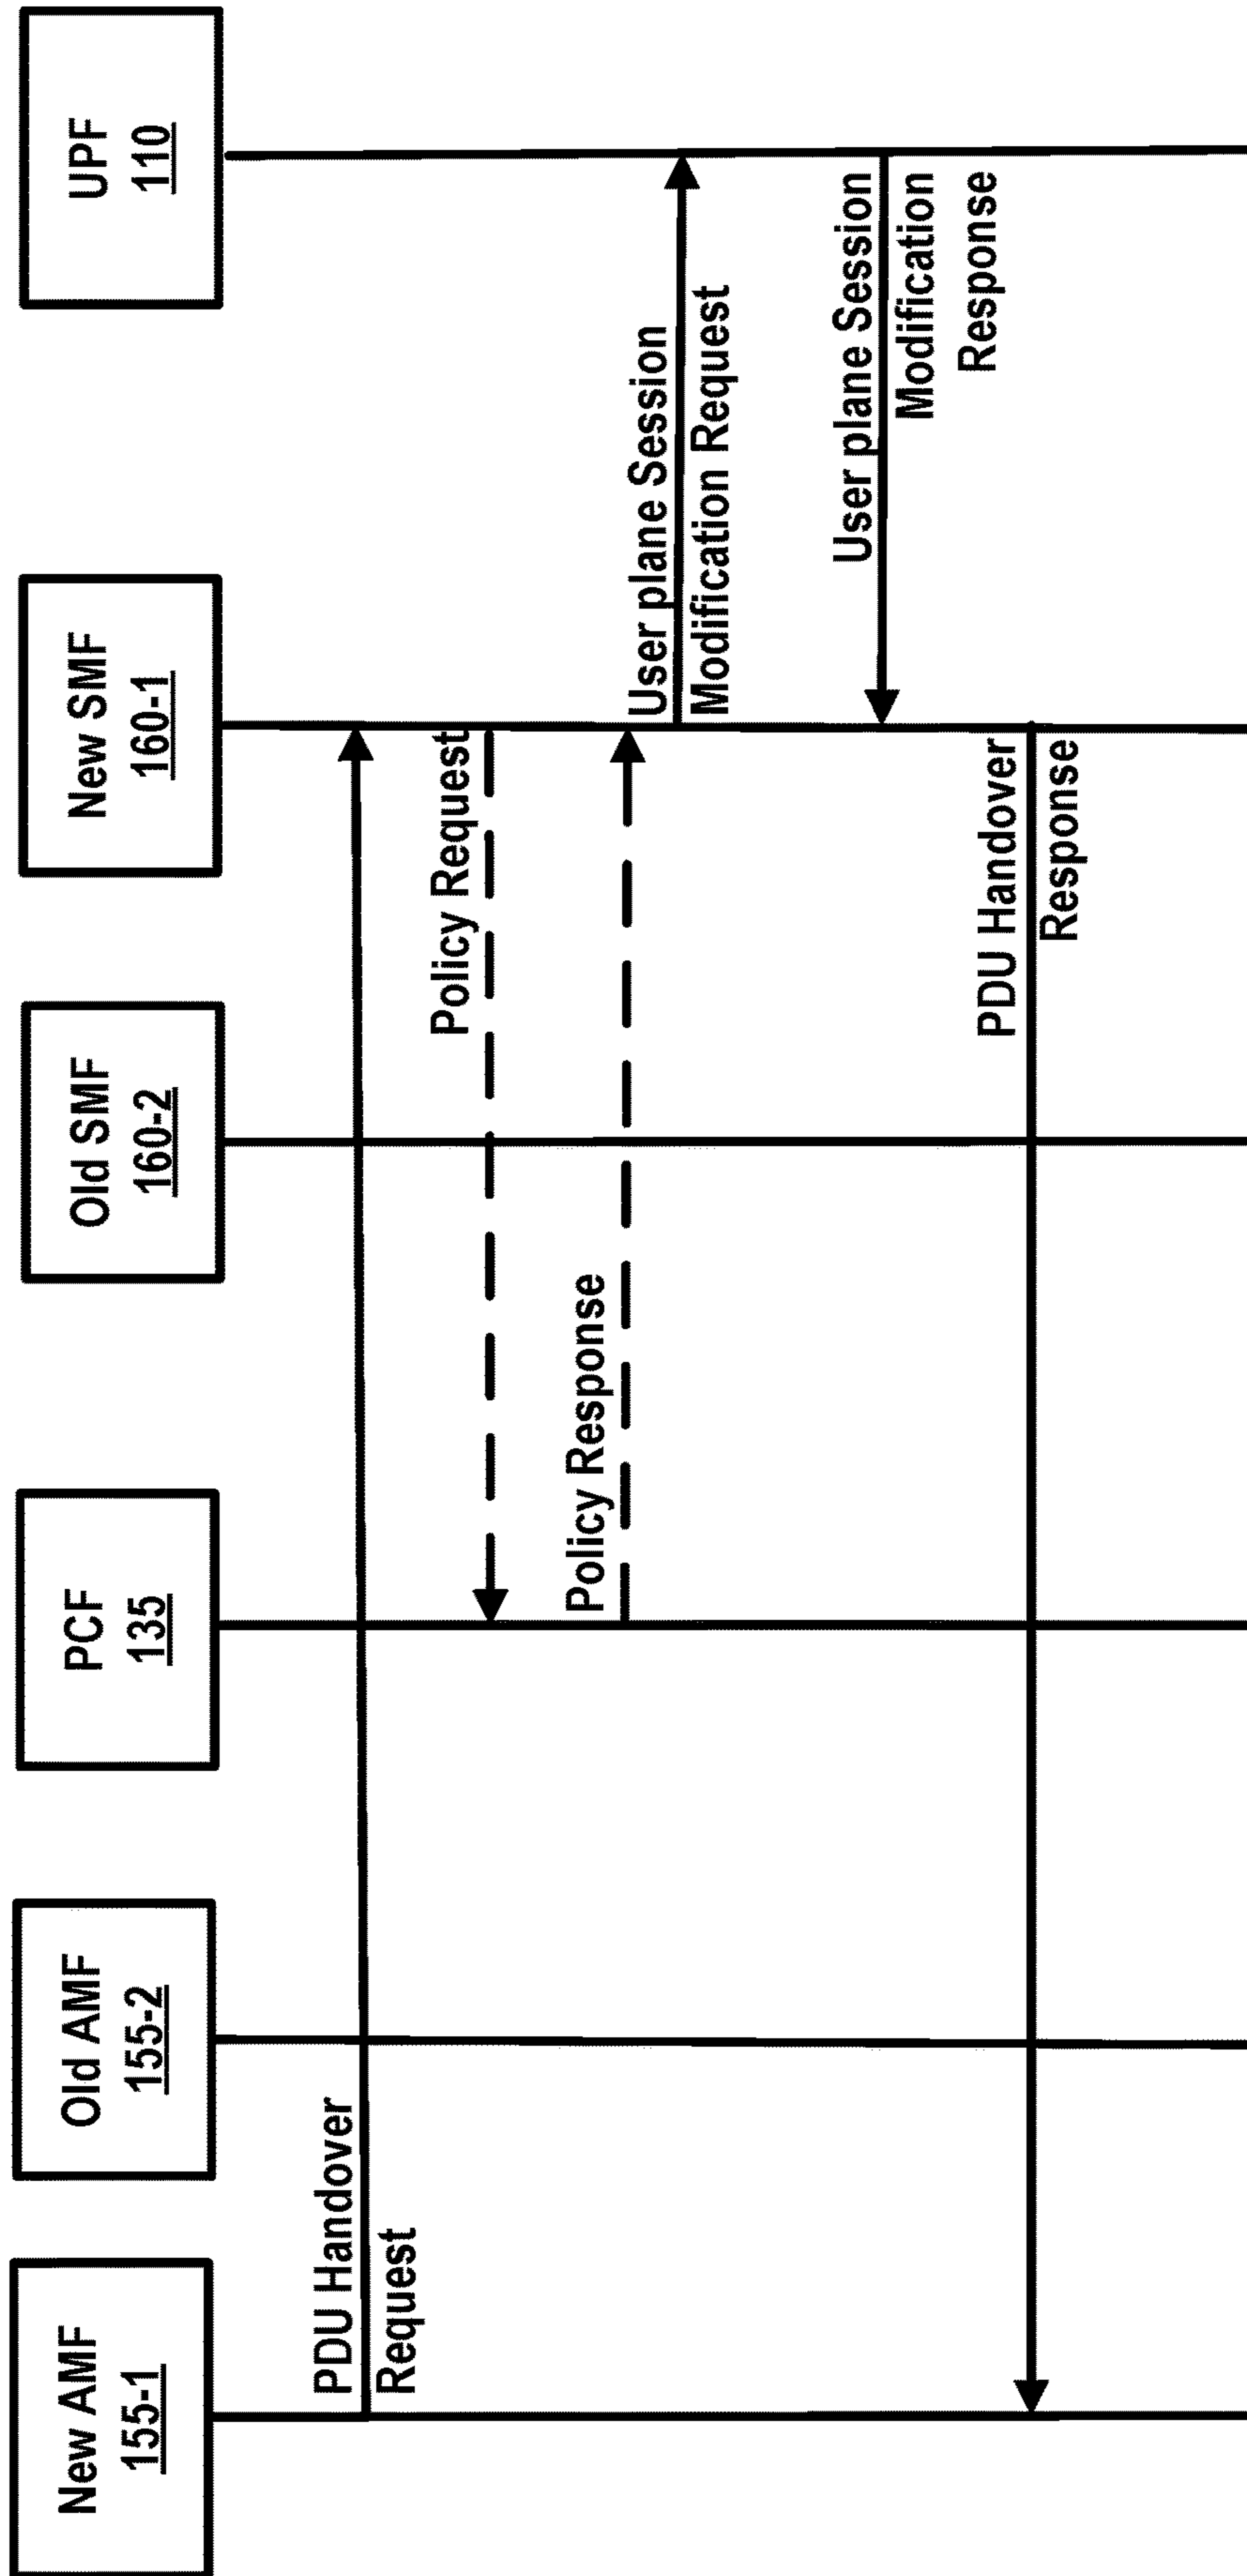 New AMF
155-1
Old AMF
155-2
PCF
135
Old SMF
160-2
New SMF
160-1
UPF
110
PDU Handover
Request
Policy Request
Policy Response
User plane Session
Modification Request
User plane Session
Modification
Response
PDU Handover
Response